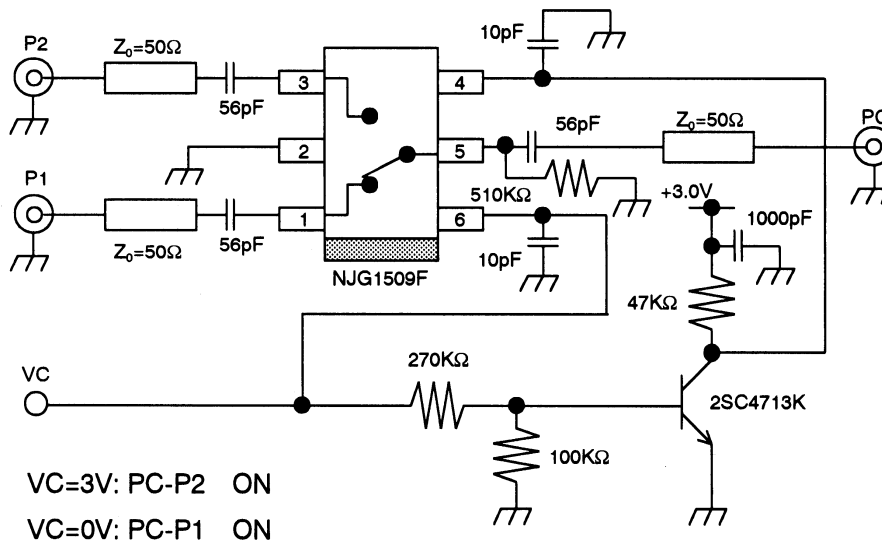 P2
Z₀=50Ω
56pF
3
2
1
4
5
6
10pF
56pF
Z₀=50Ω
PC
510KΩ
+3.0V
1000pF
P1
Z₀=50Ω
56pF
NJG1509F
10pF
47KΩ
VC
270KΩ
100KΩ
2SC4713K
VC=3V: PC-P2 ON
VC=0V: PC-P1 ON